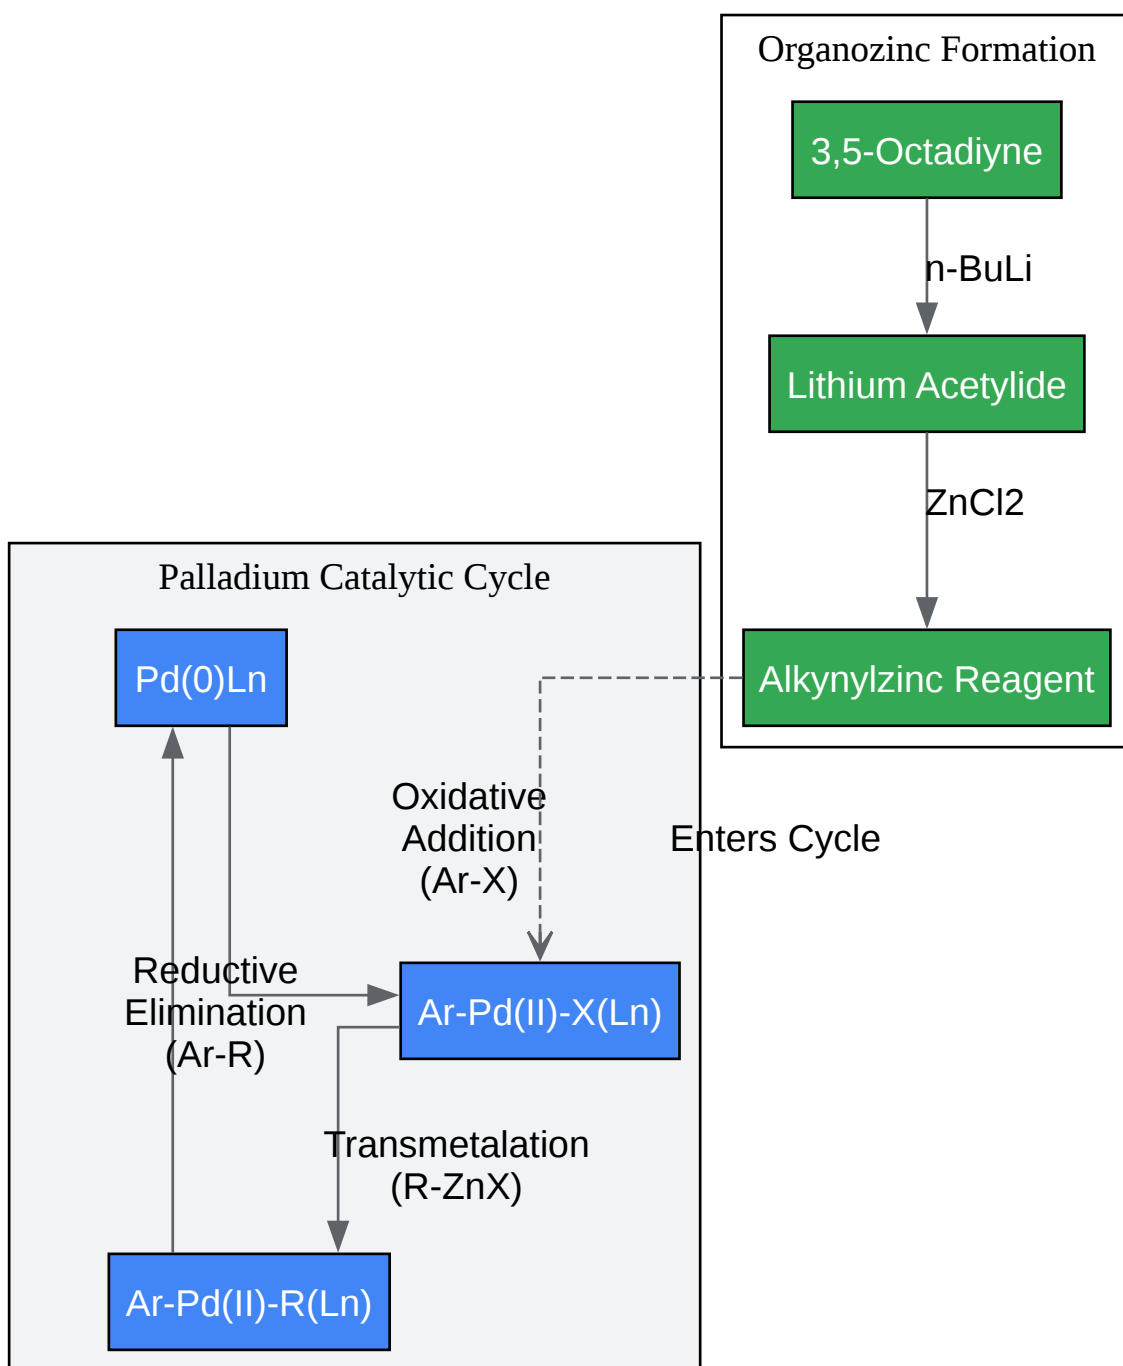 Organozinc Formation
3,5-Octadiyne
n-BuLi
Lithium Acetylide
ZnCl2
Alkynylzinc Reagent
Enters Cycle
Palladium Catalytic Cycle
Pd(0)Ln
Oxidative
Addition
(Ar-X)
Ar-Pd(II)-X(Ln)
Transmetalation
(R-ZnX)
Ar-Pd(II)-R(Ln)
Reductive
Elimination
(Ar-R)